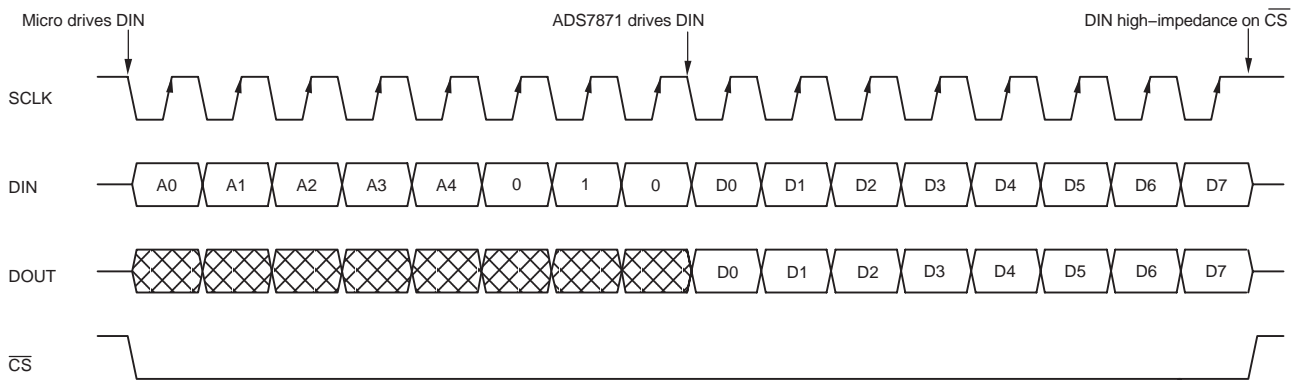 Micro drives DIN ADS7871 drives DIN DIN high−impedance on CS
SCLK
DIN A0 A1 A2 A3 A4 0 1 0 D0 D1 D2 D3 D4 D5 D6 D7
DOUT D0 D1 D2 D3 D4 D5 D6 D7
CS